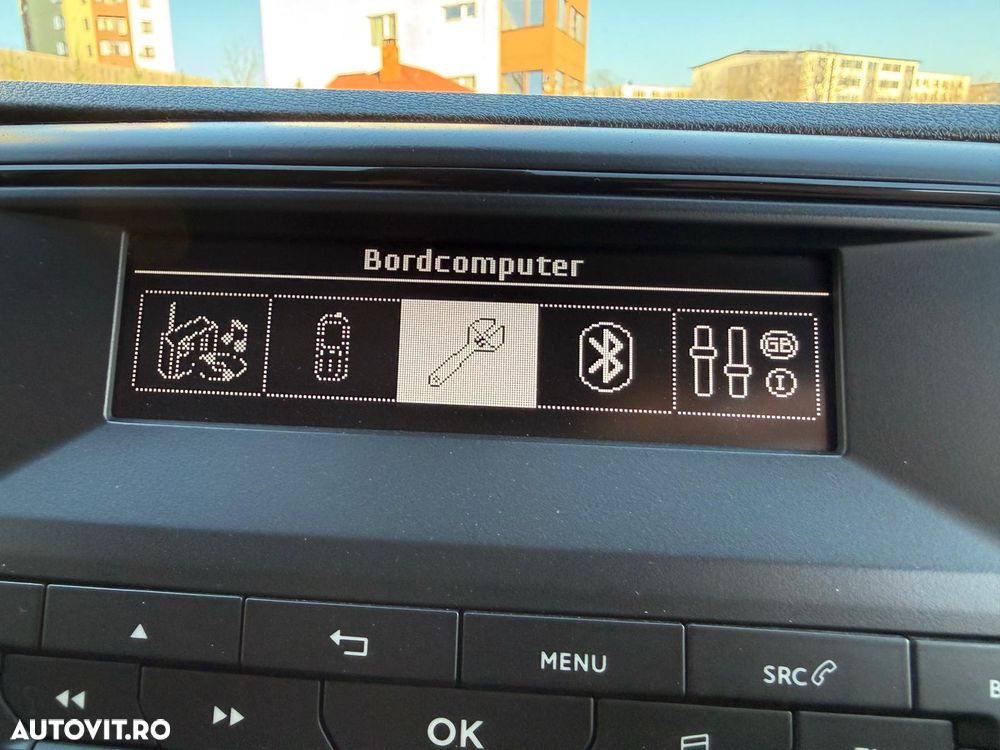 Bordcomputer
GB
I
MENU
SRC
B
OK
AUTOVIT.RO